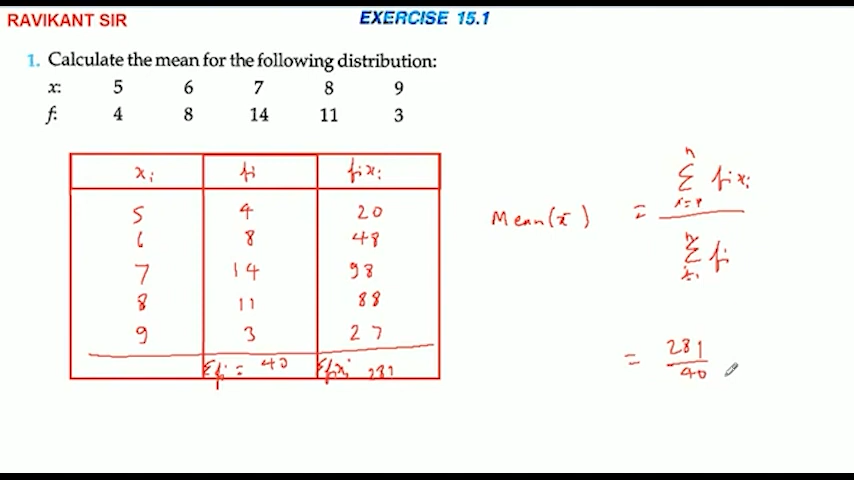 RAVIKANT SIR
EXERCISE 15.1
1. Calculate the mean for the following distribution:
x: 5 6 7 8 9
f: 4 8 14 11 3
xi fi fixi
5 4 20
6 8 48
7 14 98
8 11 88
9 3 27
Σfi = 40 Σfixi 281
Mean(x̄) = Σ fixi / Σ fi
n i=1
n i=1
= 281/40